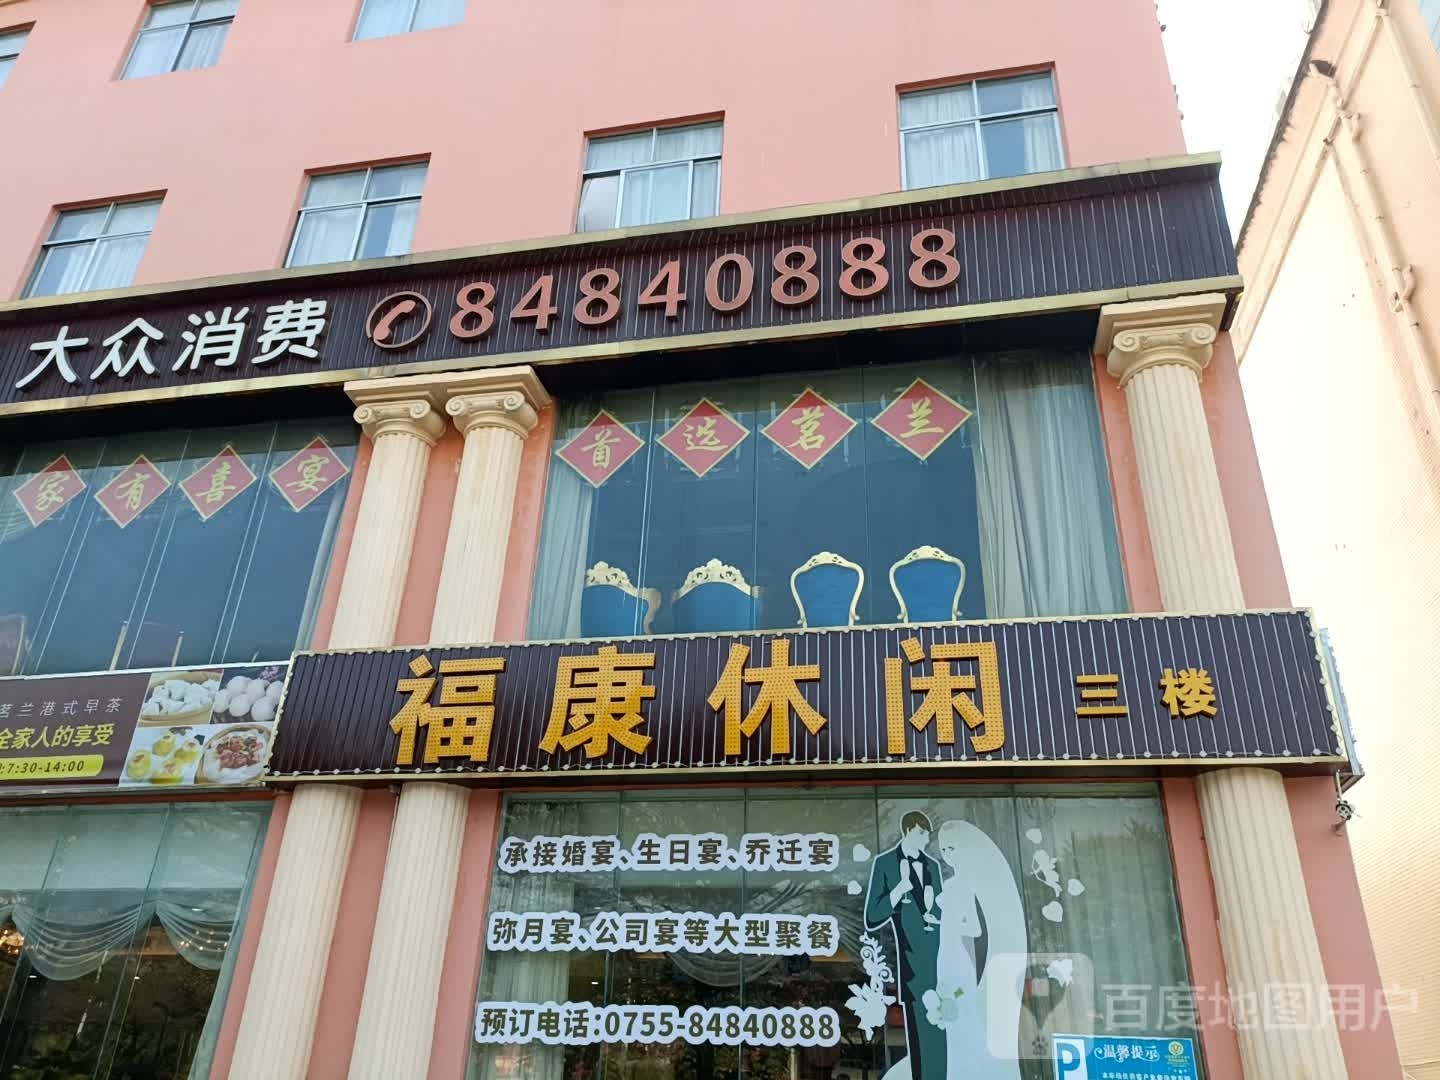 大众消费 84840888
家有喜宴
首选茗兰
福康休闲 三楼
茗兰港式早茶
全家人的享受
:7:30-14:00
承接婚宴、生日宴、乔迁宴
弥月宴、公司宴等大型聚餐
预订电话:0755-84840888
百度地图用户
P 温馨提示